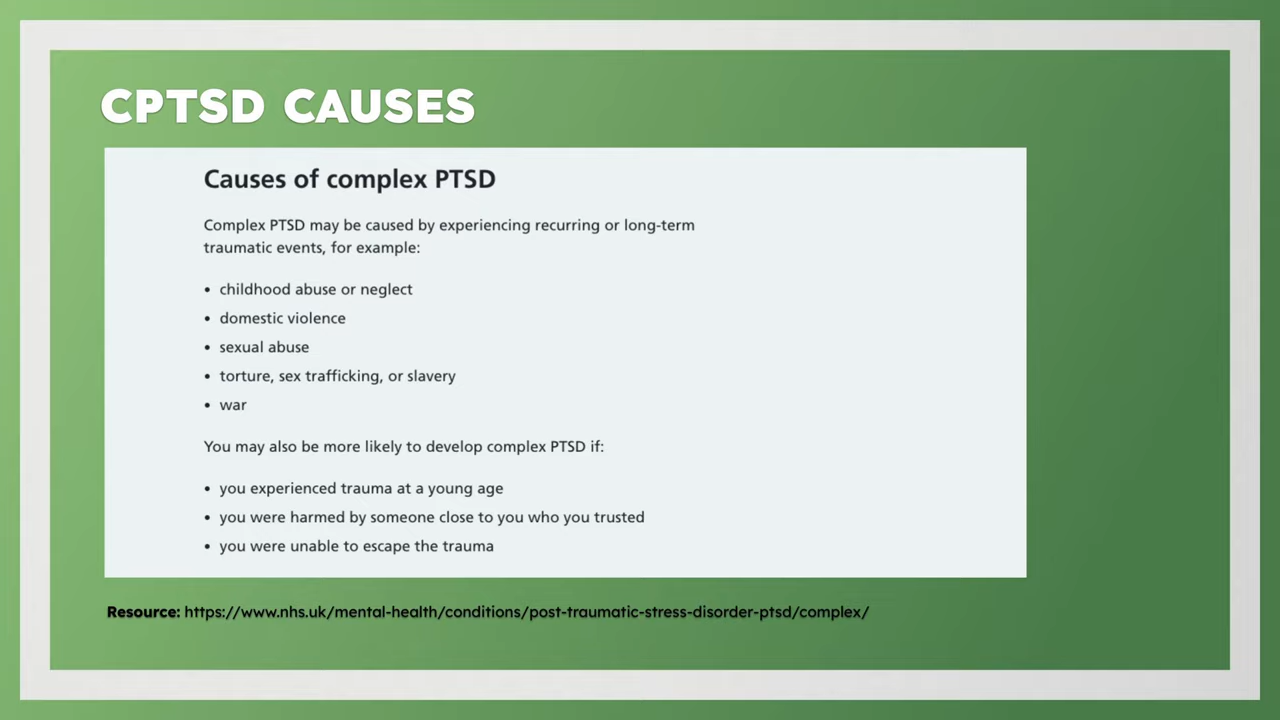 CPTSD CAUSES
Causes of complex PTSD
Complex PTSD may be caused by experiencing recurring or long-term
traumatic events, for example:
• childhood abuse or neglect
• domestic violence
• sexual abuse
• torture, sex trafficking, or slavery
• war
You may also be more likely to develop complex PTSD if:
• you experienced trauma at a young age
• you were harmed by someone close to you who you trusted
• you were unable to escape the trauma
Resource: https://www.nhs.uk/mental-health/conditions/post-traumatic-stress-disorder-ptsd/complex/